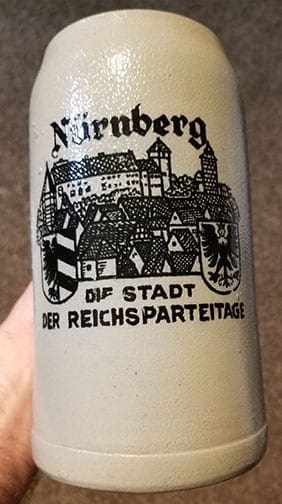 Nürnberg
DIE STADT
DER REICHSPARTEITAGE